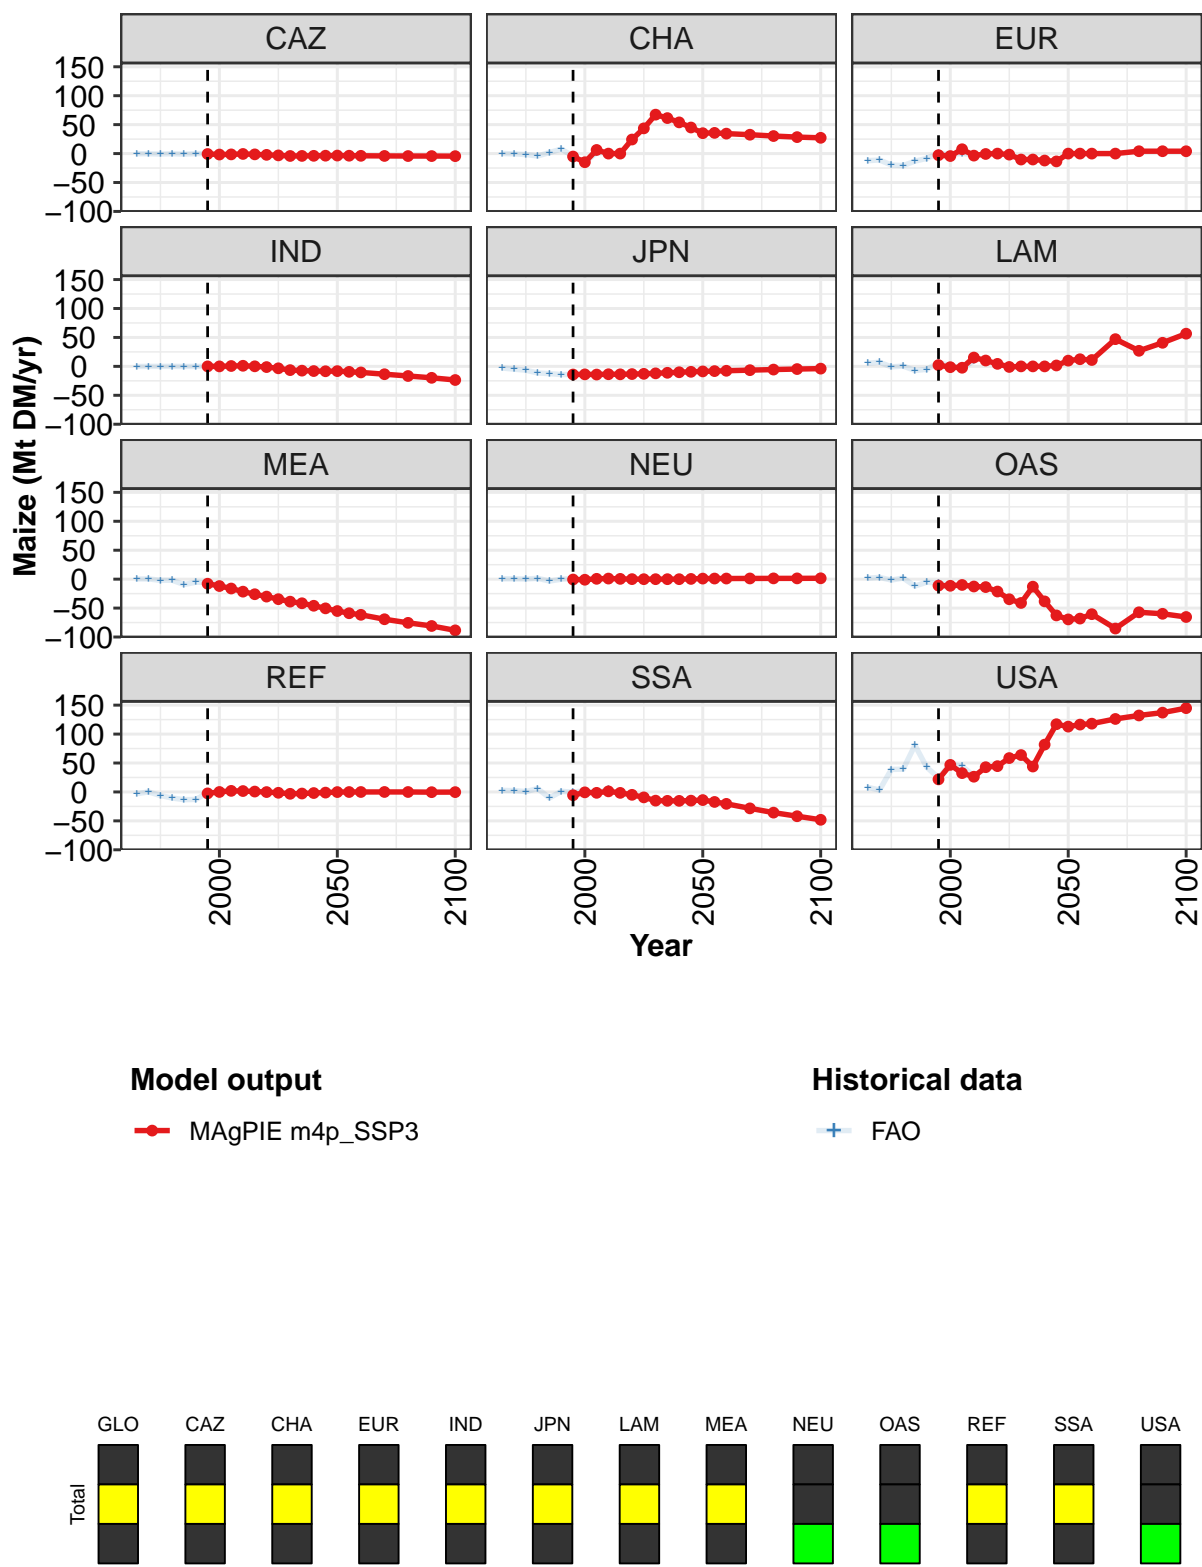 CAZ CHA EUR
150
100
50
0
−50
−100
IND JPN LAM
150
100
50
0
−50
−100
MEA NEU OAS
150
100
50
0
−50
−100
REF SSA USA
150
100
50
0
−50
−100
Maize (Mt DM/yr)
2000 2050 2100 2000 2050 2100 2000 2050 2100
Year
Model output Historical data
MAgPIE m4p_SSP3 FAO
GLO CAZ CHA EUR IND JPN LAM MEA NEU OAS REF SSA USA
Total